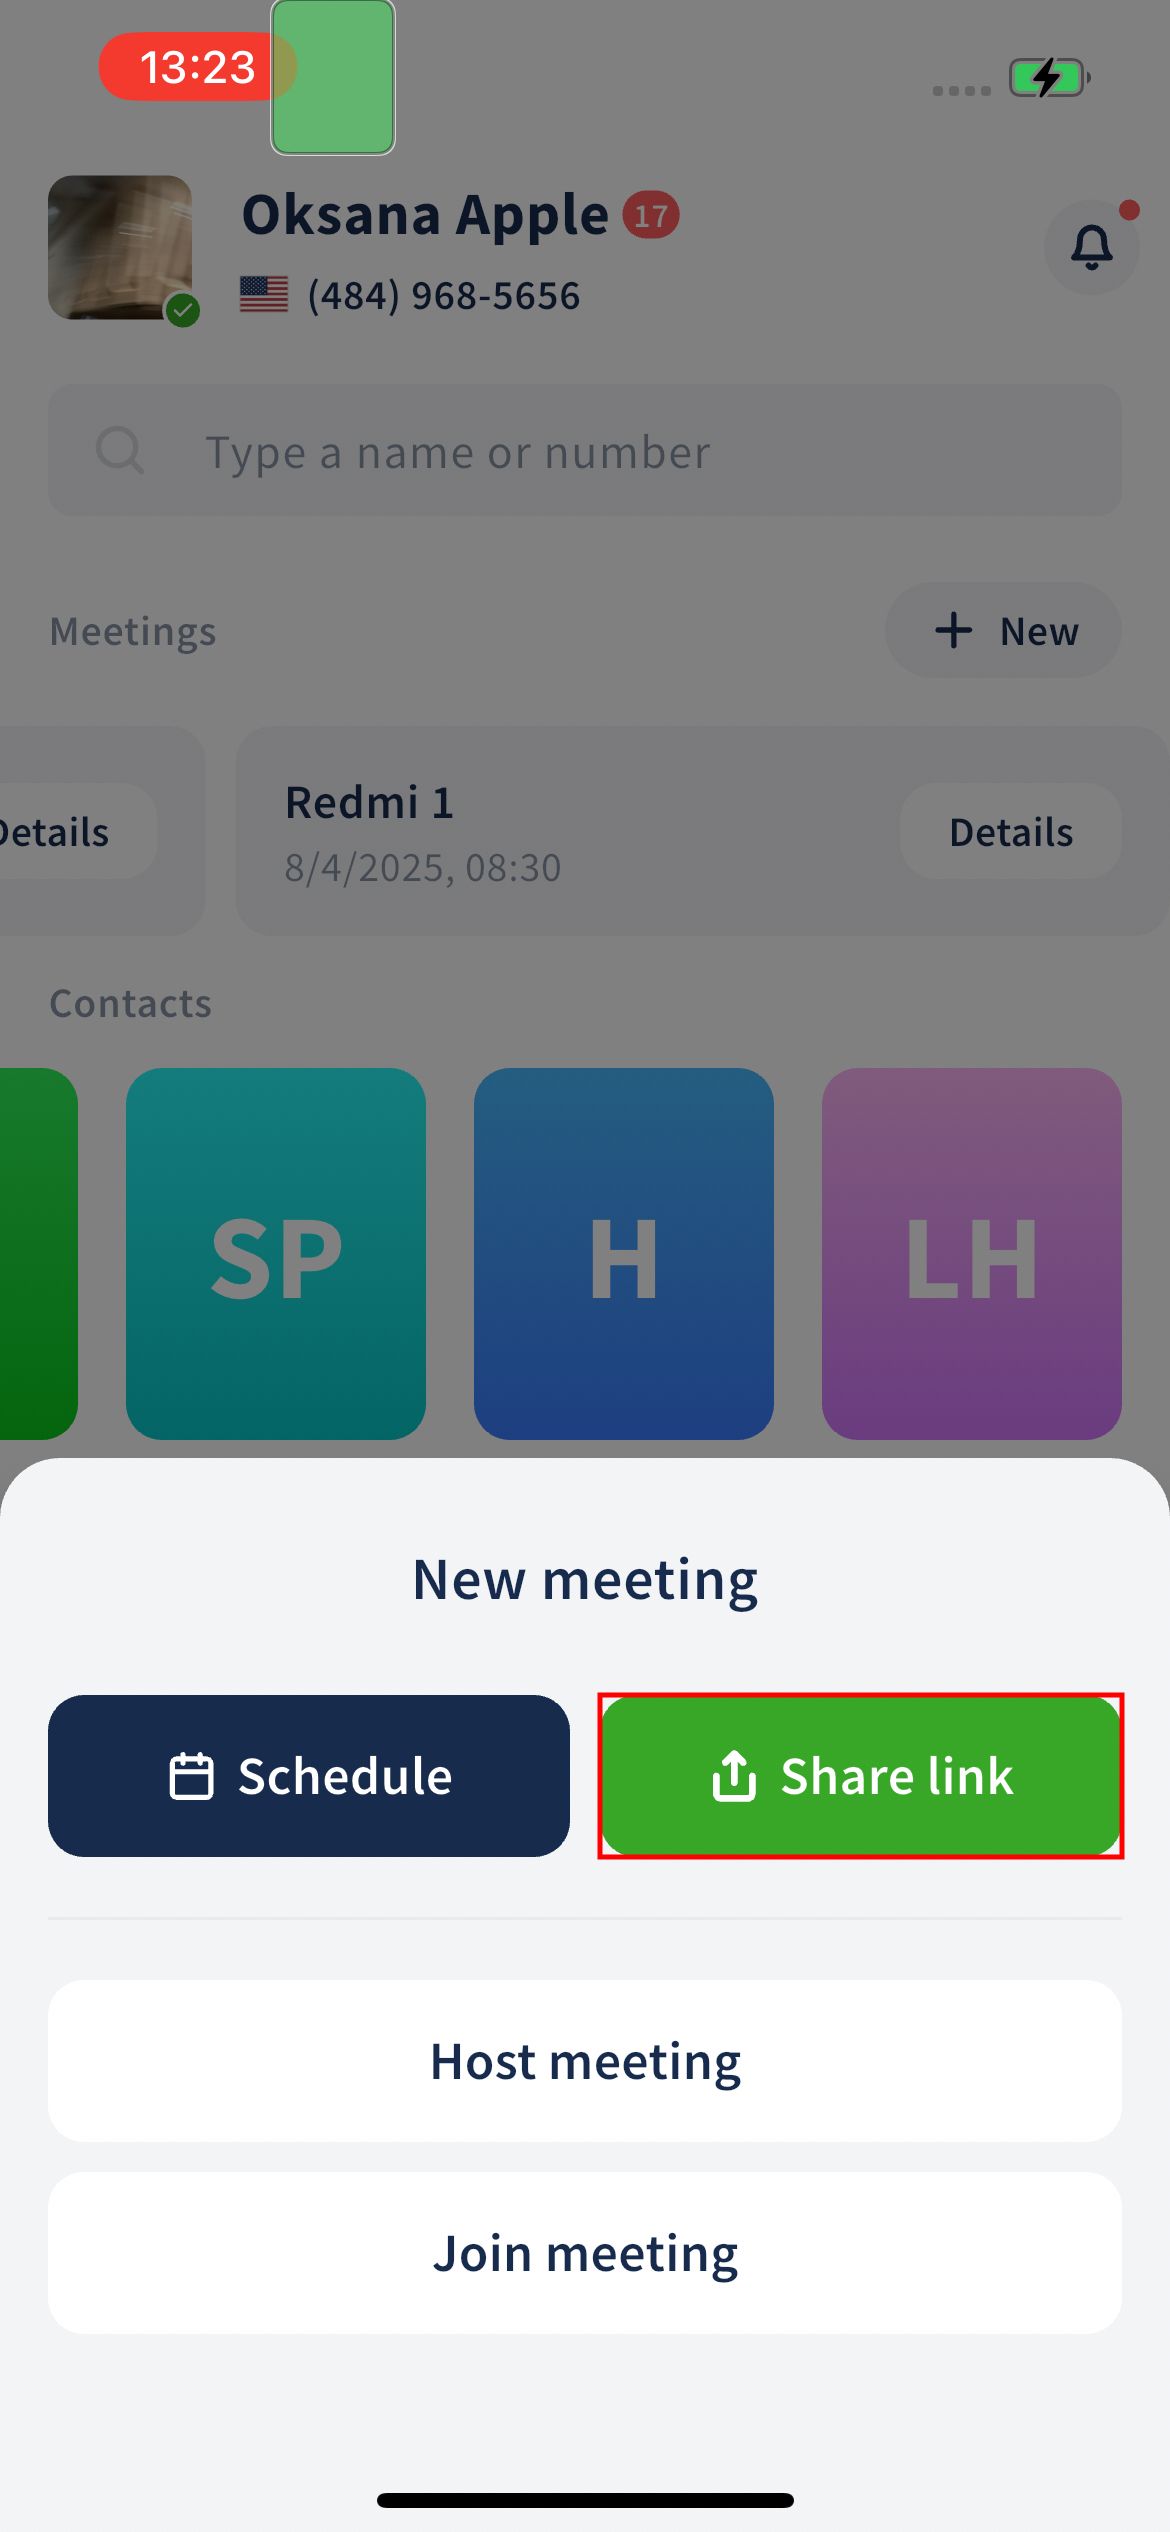 13:23
Oksana Apple 17
(484) 968-5656
Type a name or number
Meetings
New
Details
Redmi 1
8/4/2025, 08:30
Details
Contacts
SP
H
LH
New meeting
Schedule
Share link
Host meeting
Join meeting